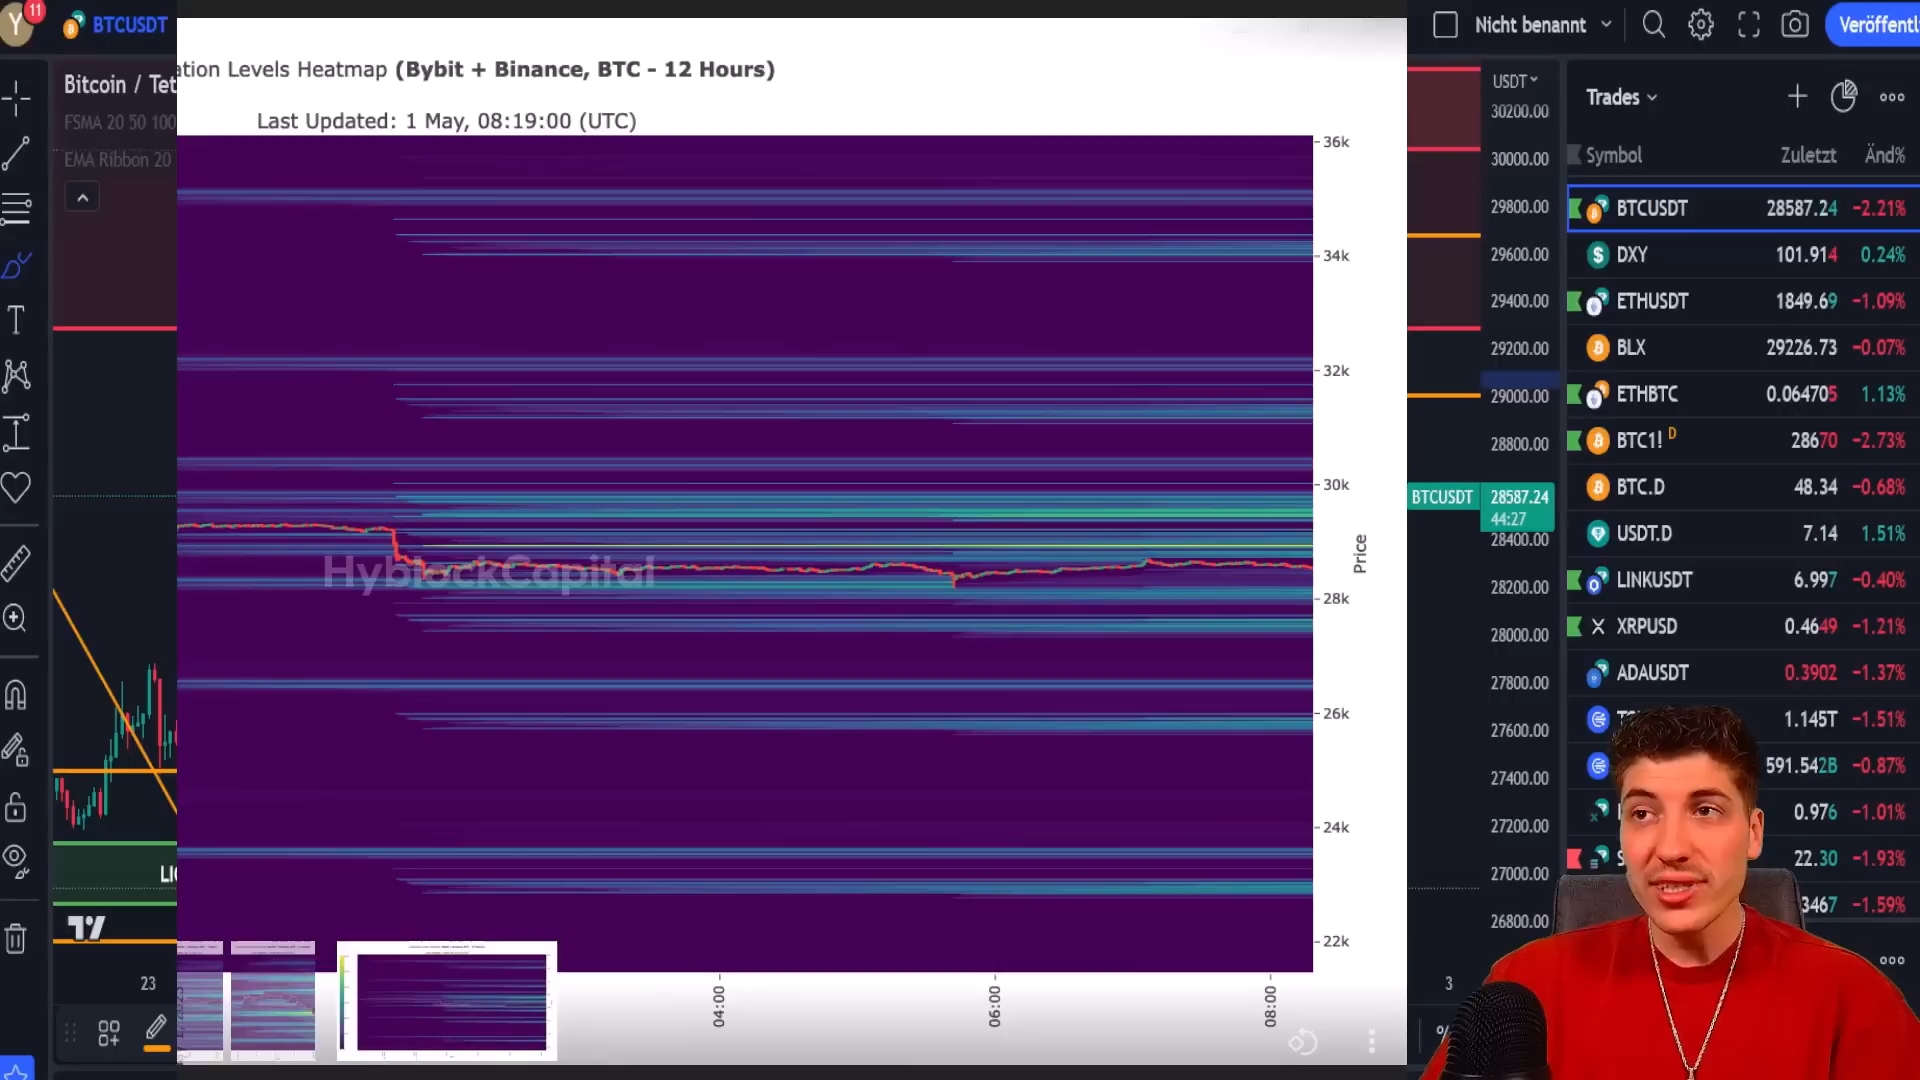 Y
11
BTCUSDT
Nicht benannt
Veröffentl
Bitcoin / Tet
FSMA 20 50 100
EMA Ribbon 20
ation Levels Heatmap (Bybit + Binance, BTC - 12 Hours)
Last Updated: 1 May, 08:19:00 (UTC)
36k
34k
32k
30k
28k
26k
24k
22k
Price
HyblockCapital
04:00
06:00
08:00
LIC
23
USDT
30200.00
30000.00
29800.00
29600.00
29400.00
29200.00
29000.00
28800.00
BTCUSDT 28587.24
44:27
28400.00
28200.00
28000.00
27800.00
27600.00
27400.00
27200.00
27000.00
26800.00
3
%
Trades
Symbol Zuletzt Änd%
BTCUSDT 28587.24 −2.21%
DXY 101.914 0.24%
ETHUSDT 1849.69 −1.09%
BLX 29226.73 −0.07%
ETHBTC 0.064705 1.13%
BTC1! D 28670 −2.73%
BTC.D 48.34 −0.68%
USDT.D 7.14 1.51%
LINKUSDT 6.997 −0.40%
XRPUSD 0.4649 −1.21%
ADAUSDT 0.3902 −1.37%
1.145T −1.51%
591.542B −0.87%
0.976 −1.01%
22.30 −1.93%
3467 −1.59%